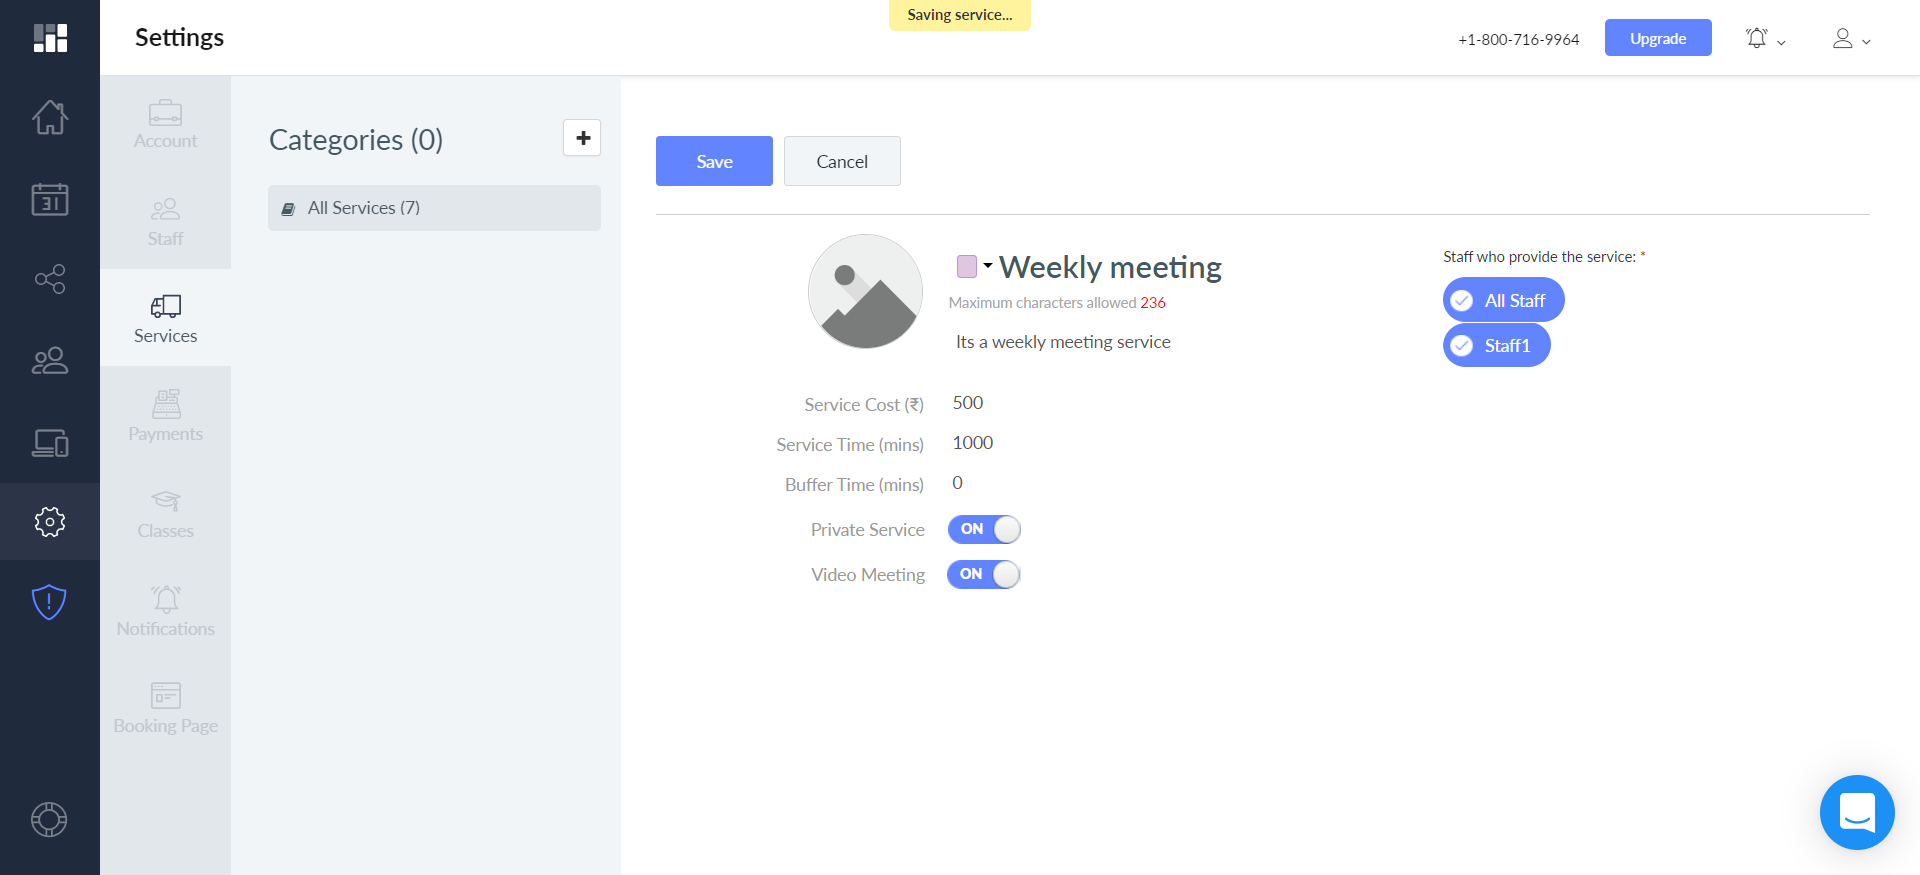 Saving service...
Settings
+1-800-716-9964
Upgrade
31
Account
Staff
Services
Payments
Classes
Notifications
Booking Page
Categories (0)
+
All Services (7)
Save
Cancel
Weekly meeting
Maximum characters allowed 236
Its a weekly meeting service
Service Cost (₹) 500
Service Time (mins) 1000
Buffer Time (mins) 0
Private Service ON
Video Meeting ON
Staff who provide the service: *
All Staff
Staff1